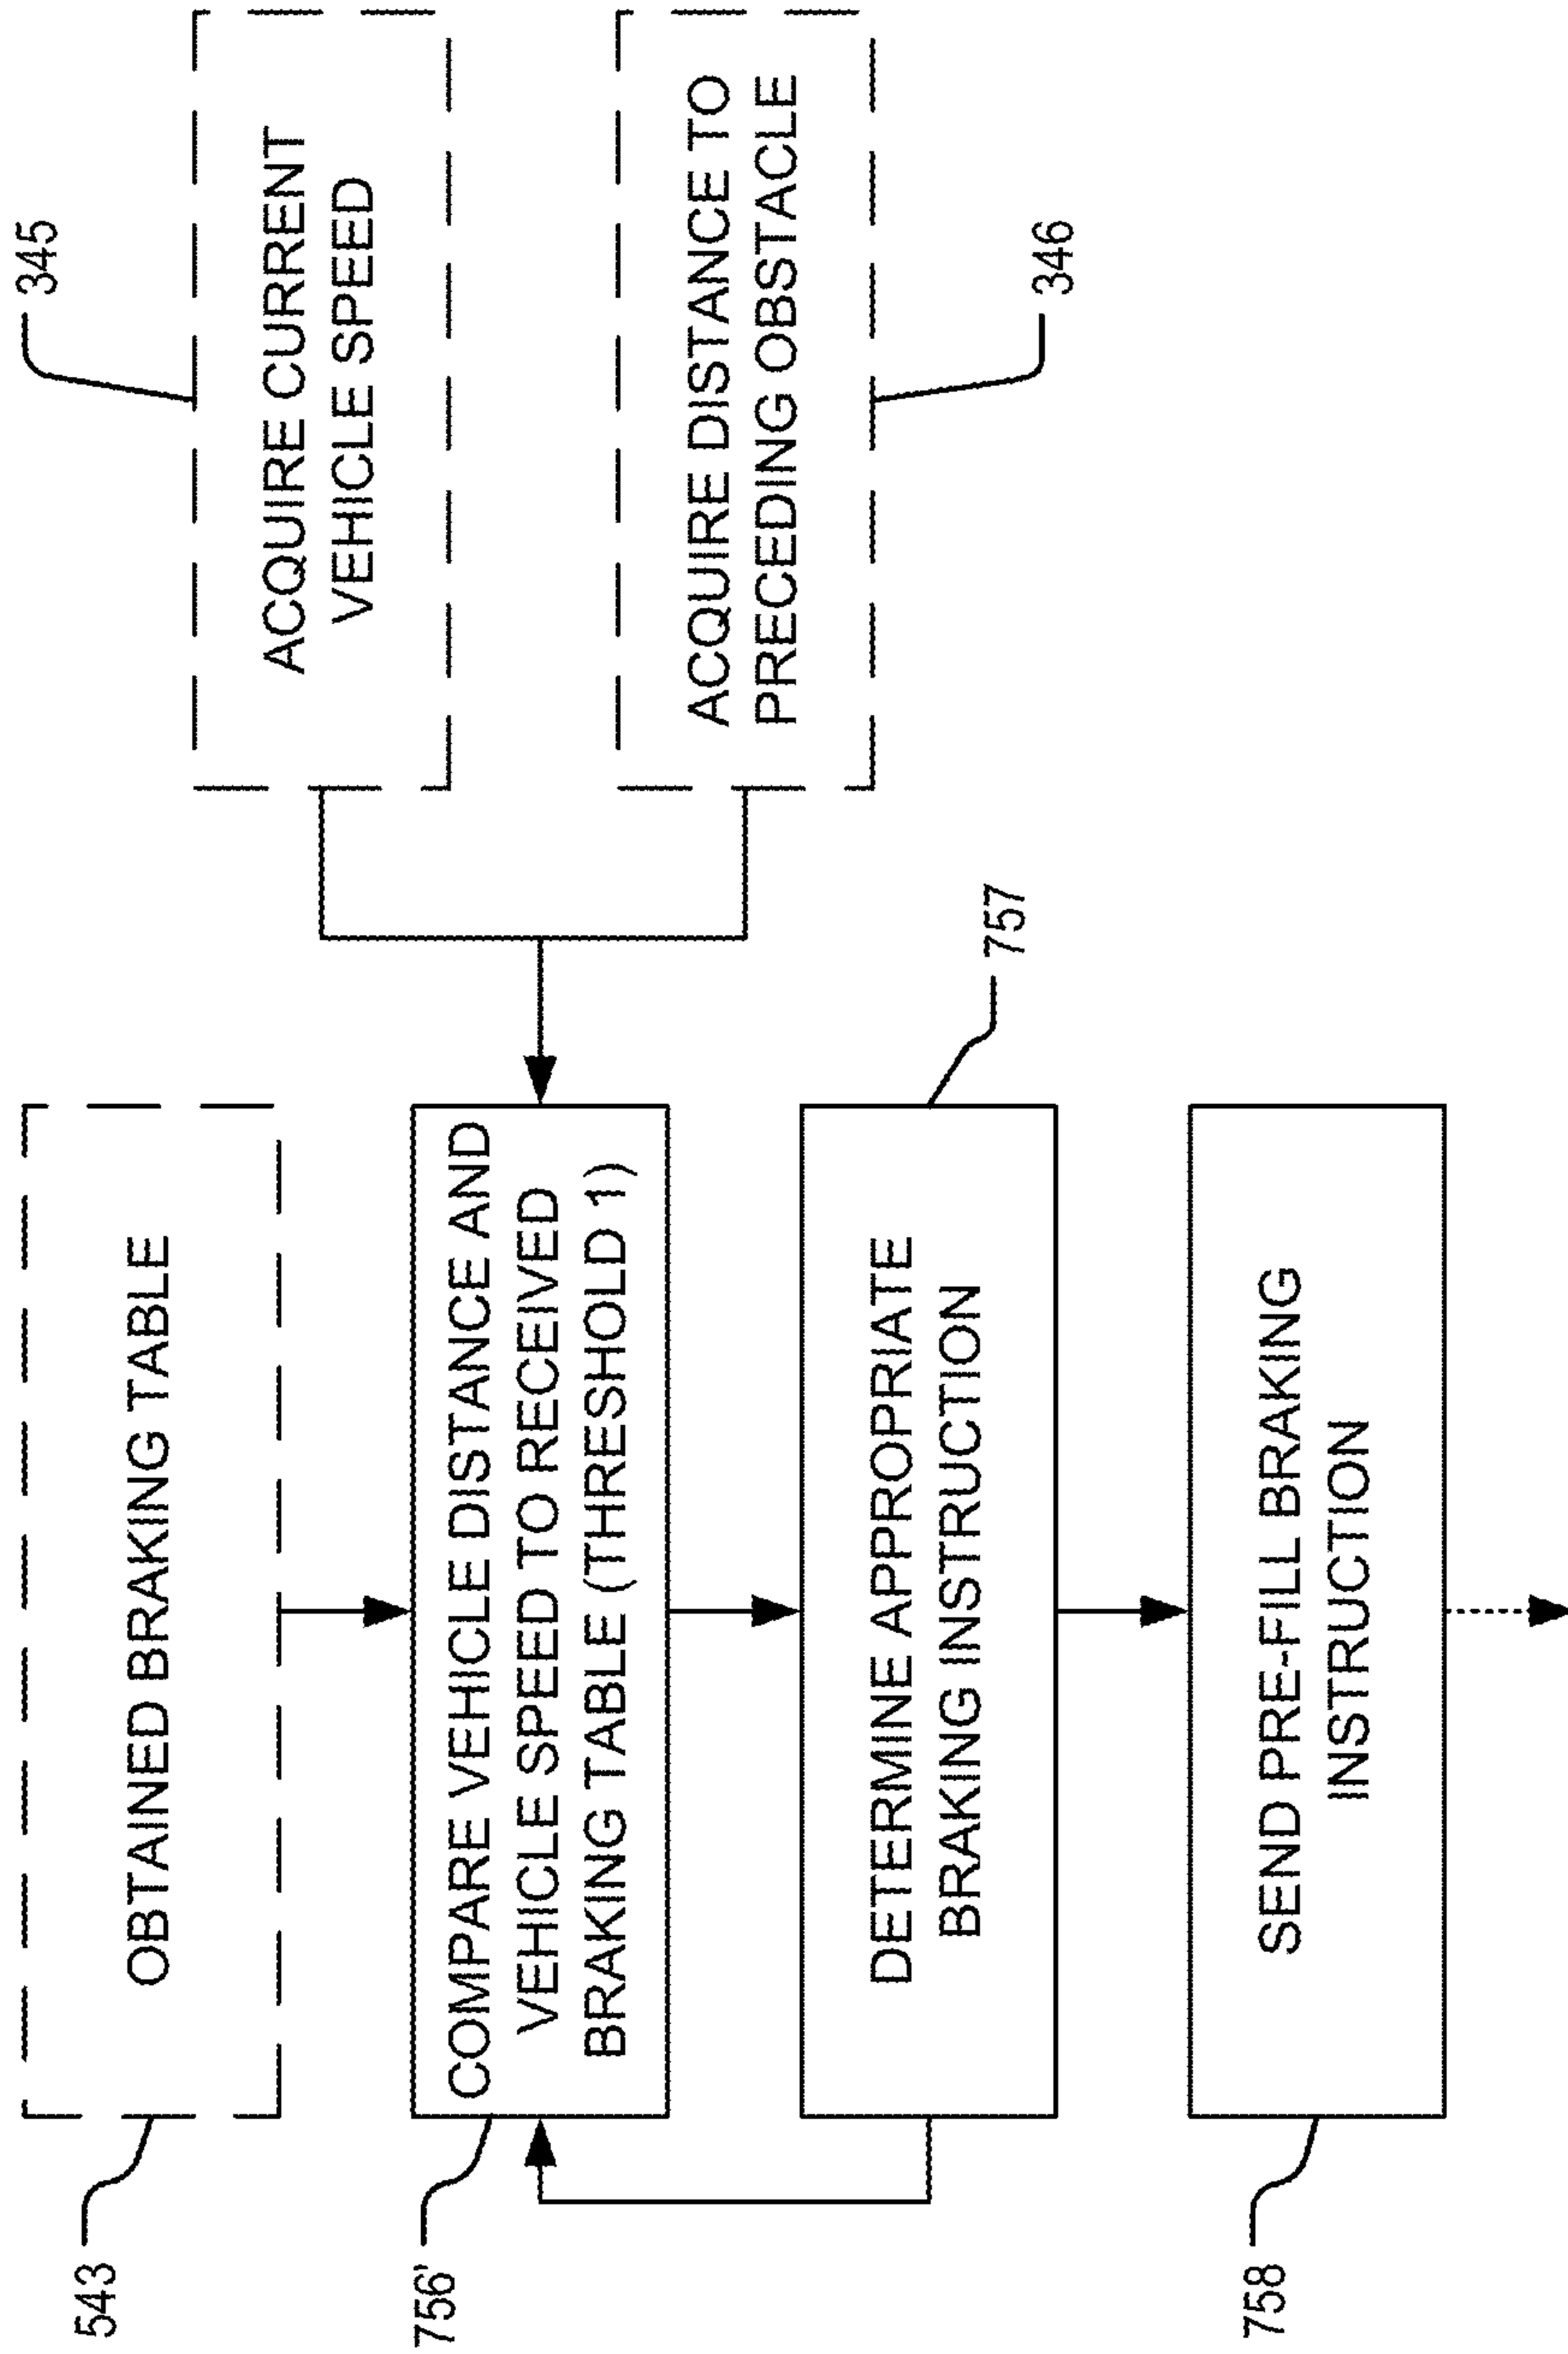 543
OBTAINED BRAKING TABLE
345
ACQUIRE CURRENT
VEHICLE SPEED
756'
COMPARE VEHICLE DISTANCE AND
VEHICLE SPEED TO RECEIVED
BRAKING TABLE (THRESHOLD 1)
ACQUIRE DISTANCE TO
PRECEDING OBSTACLE
346
757
DETERMINE APPROPRIATE
BRAKING INSTRUCTION
758
SEND PRE-FILL BRAKING
INSTRUCTION